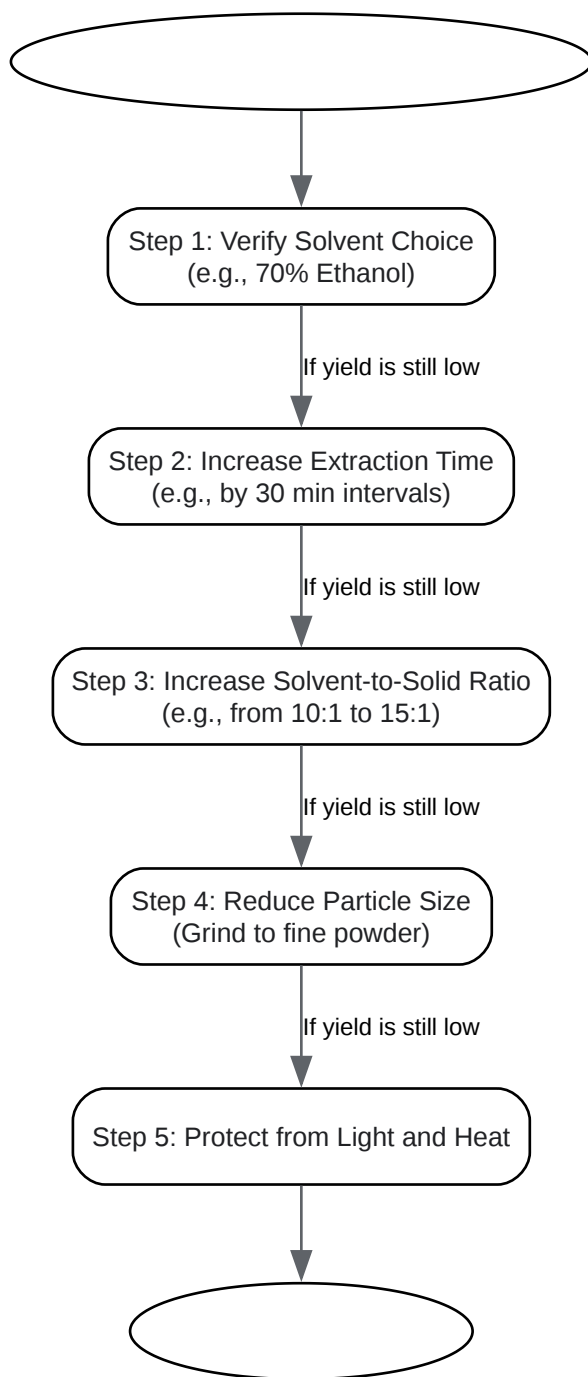 Step 1: Verify Solvent Choice
(e.g., 70% Ethanol)
If yield is still low
Step 2: Increase Extraction Time
(e.g., by 30 min intervals)
If yield is still low
Step 3: Increase Solvent-to-Solid Ratio
(e.g., from 10:1 to 15:1)
If yield is still low
Step 4: Reduce Particle Size
(Grind to fine powder)
If yield is still low
Step 5: Protect from Light and Heat